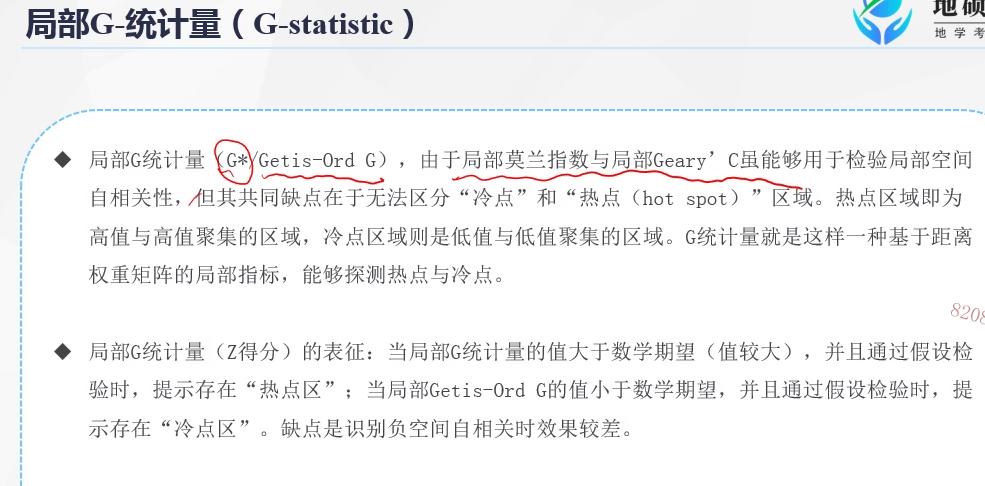 局部G-统计量（G-statistic）
地硕
地学考
◆ 局部G统计量（G*/Getis-Ord G），由于局部莫兰指数与局部Geary’C虽能够用于检验局部空间
自相关性，但其共同缺点在于无法区分“冷点”和“热点（hot spot）”区域。热点区域即为
高值与高值聚集的区域，冷点区域则是低值与低值聚集的区域。G统计量就是这样一种基于距离
权重矩阵的局部指标，能够探测热点与冷点。
8208
◆ 局部G统计量（Z得分）的表征：当局部G统计量的值大于数学期望（值较大），并且通过假设检
验时，提示存在“热点区”；当局部Getis-Ord G的值小于数学期望，并且通过假设检验时，提
示存在“冷点区”。缺点是识别负空间自相关时效果较差。